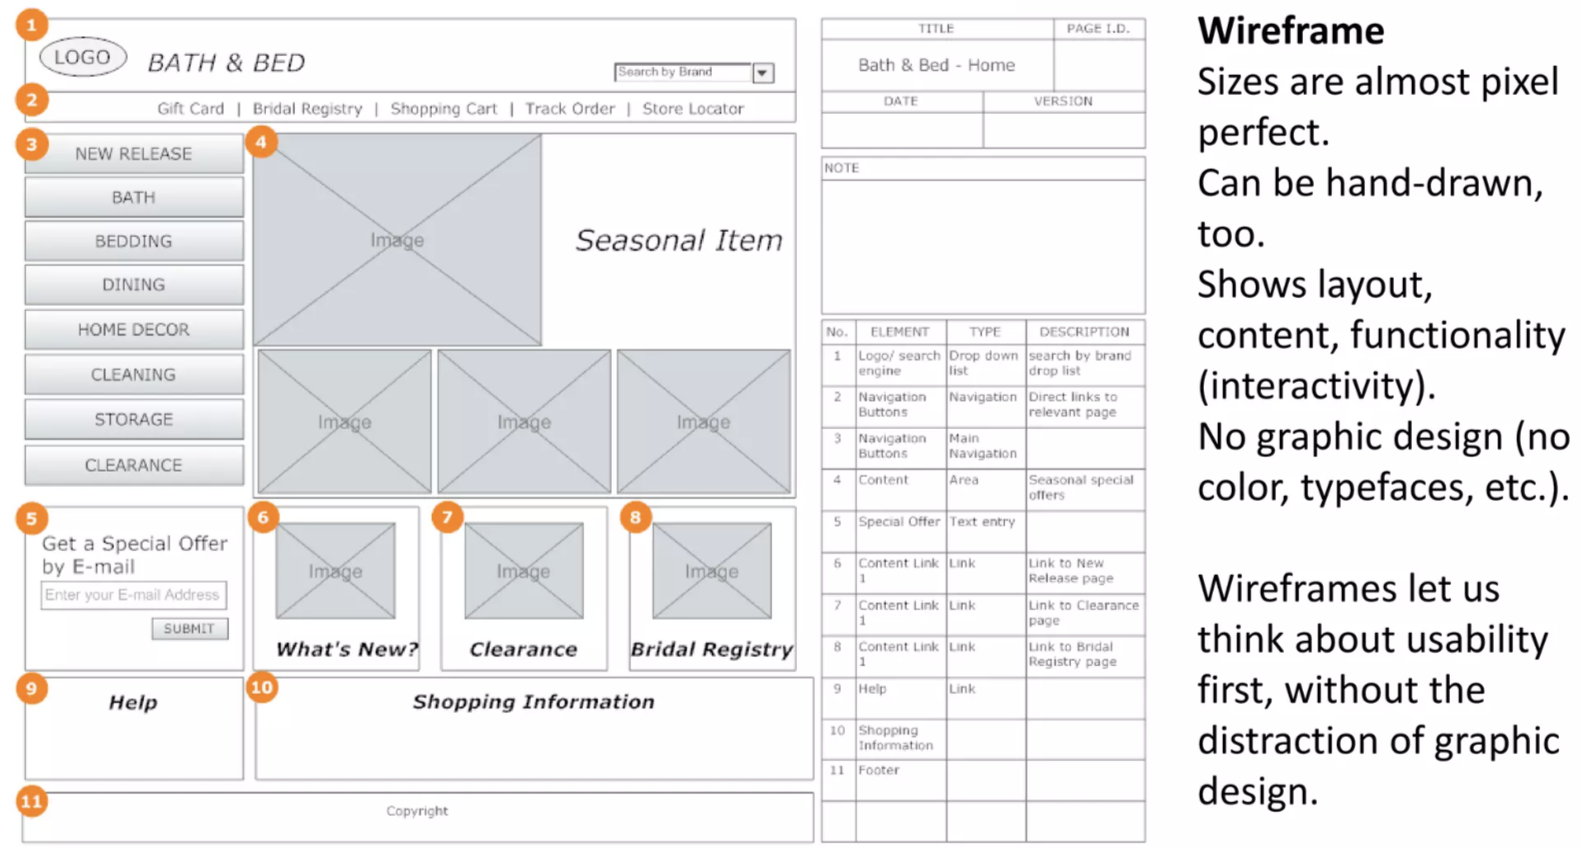 1
LOGO
BATH & BED
Search by Brand
2
Gift Card | Bridal Registry | Shopping Cart | Track Order | Store Locator
3
NEW RELEASE
BATH
BEDDING
DINING
HOME DECOR
CLEANING
STORAGE
CLEARANCE
4
Image
Seasonal Item
Image
Image
Image
5
Get a Special Offer
by E-mail
Enter your E-mail Address
SUBMIT
6
Image
What's New?
7
Image
Clearance
8
Image
Bridal Registry
9
Help
10
Shopping Information
11
Copyright
TITLE
PAGE I.D.
Bath & Bed - Home
DATE
VERSION
NOTE
No. ELEMENT TYPE DESCRIPTION
1 Logo/ search Drop down search by brand
engine list drop list
2 Navigation Navigation Direct links to
Buttons relevant page
3 Navigation Main
Buttons Navigation
4 Content Area Seasonal special
offers
5 Special Offer Text entry
6 Content Link Link Link to New
1 Release page
7 Content Link Link Link to Clearance
1 page
8 Content Link Link Link to Bridal
1 Registry page
9 Help Link
10 Shopping
Information
11 Footer
Wireframe
Sizes are almost pixel
perfect.
Can be hand-drawn,
too.
Shows layout,
content, functionality
(interactivity).
No graphic design (no
color, typefaces, etc.).
Wireframes let us
think about usability
first, without the
distraction of graphic
design.